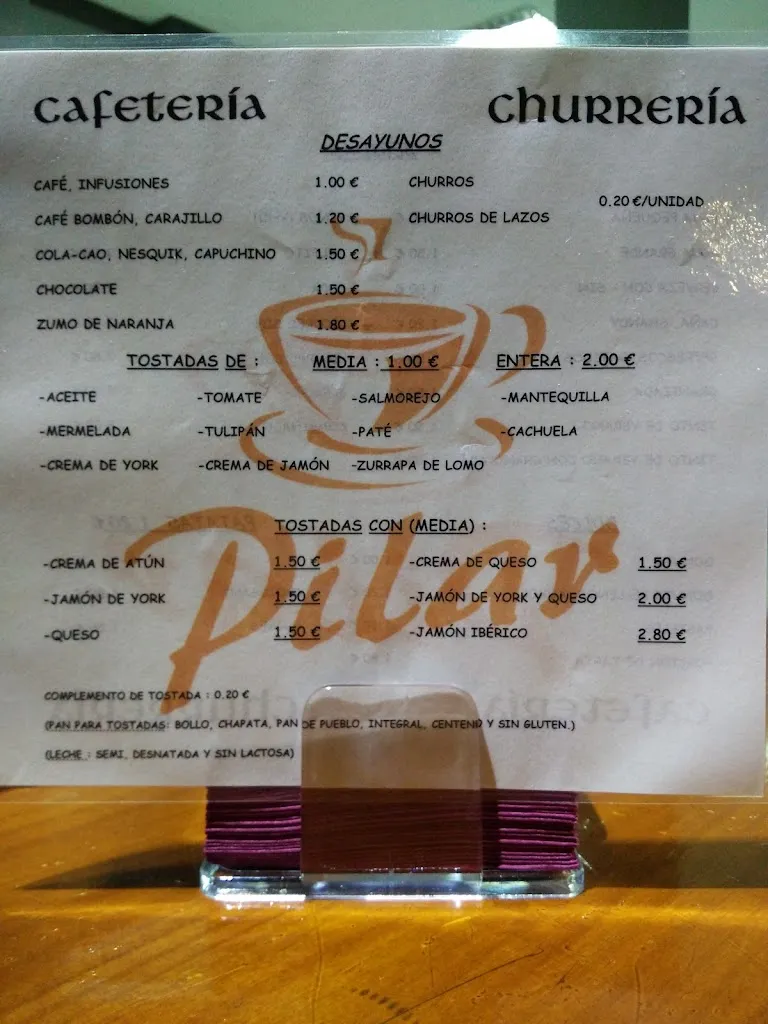 cafetería churrería
DESAYUNOS
CAFÉ, INFUSIONES 1.00 € CHURROS
0.20 €/UNIDAD
CAFÉ BOMBÓN, CARAJILLO 1.20 € CHURROS DE LAZOS
COLA-CAO, NESQUIK, CAPUCHINO 1.50 €
CHOCOLATE 1.50 €
ZUMO DE NARANJA 1.80 €
TOSTADAS DE : MEDIA : 1.00 € ENTERA : 2.00 €
-ACEITE -TOMATE -SALMOREJO -MANTEQUILLA
-MERMELADA -TULIPÁN -PATÉ -CACHUELA
-CREMA DE YORK -CREMA DE JAMÓN -ZURRAPA DE LOMO
TOSTADAS CON (MEDIA) :
Pilar
-CREMA DE ATÚN 1.50 € -CREMA DE QUESO 1.50 €
-JAMÓN DE YORK 1.50 € -JAMÓN DE YORK Y QUESO 2.00 €
-QUESO 1.50 € -JAMÓN IBÉRICO 2.80 €
COMPLEMENTO DE TOSTADA : 0.20 €
(PAN PARA TOSTADAS: BOLLO, CHAPATA, PAN DE PUEBLO, INTEGRAL, CENTENO Y SIN GLUTEN.)
(LECHE : SEMI, DESNATADA Y SIN LACTOSA)